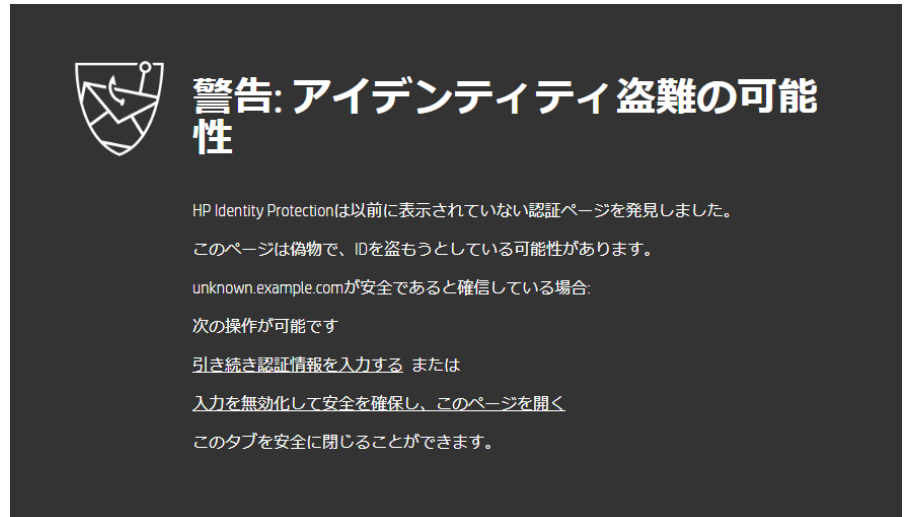 警告: アイデンティティ盗難の可能
性
HP Identity Protectionは以前に表示されていない認証ページを発見しました。
このページは偽物で、IDを盗もうとしている可能性があります。
unknown.example.comが安全であると確信している場合:
次の操作が可能です
引き続き認証情報を入力する または
入力を無効化して安全を確保し、このページを開く
このタブを安全に閉じることができます。